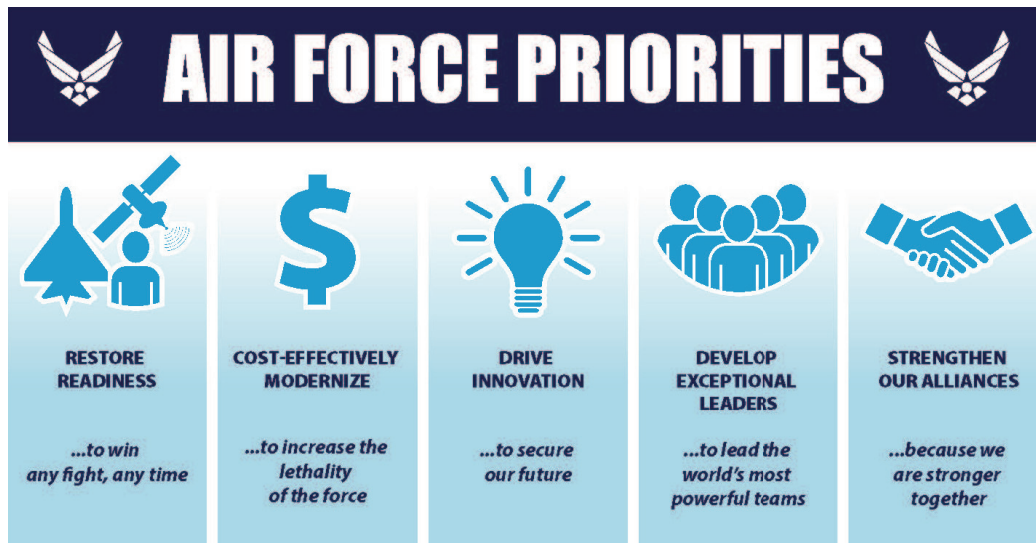 AIR FORCE PRIORITIES
RESTORE
READINESS
...to win
any fight, any time
COST-EFFECTIVELY
MODERNIZE
...to increase the
lethality
of the force
DRIVE
INNOVATION
...to secure
our future
DEVELOP
EXCEPTIONAL
LEADERS
...to lead the
world's most
powerful teams
STRENGTHEN
OUR ALLIANCES
...because we
are stronger
together